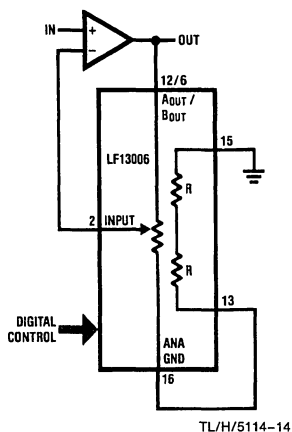 IN
+
−
OUT
12/6
AOUT /
BOUT
LF13006
15
R
2
INPUT
R
13
DIGITAL
CONTROL
ANA
GND
16
TL/H/5114–14